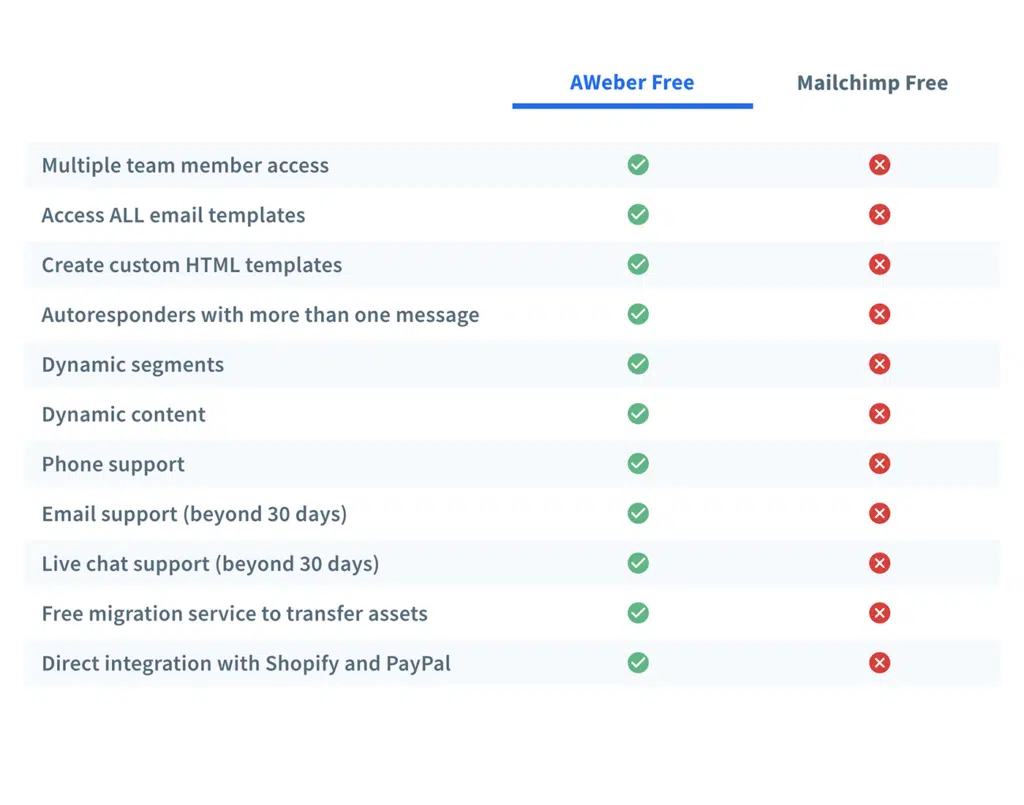 AWeber Free
Mailchimp Free
Multiple team member access
Access ALL email templates
Create custom HTML templates
Autoresponders with more than one message
Dynamic segments
Dynamic content
Phone support
Email support (beyond 30 days)
Live chat support (beyond 30 days)
Free migration service to transfer assets
Direct integration with Shopify and PayPal